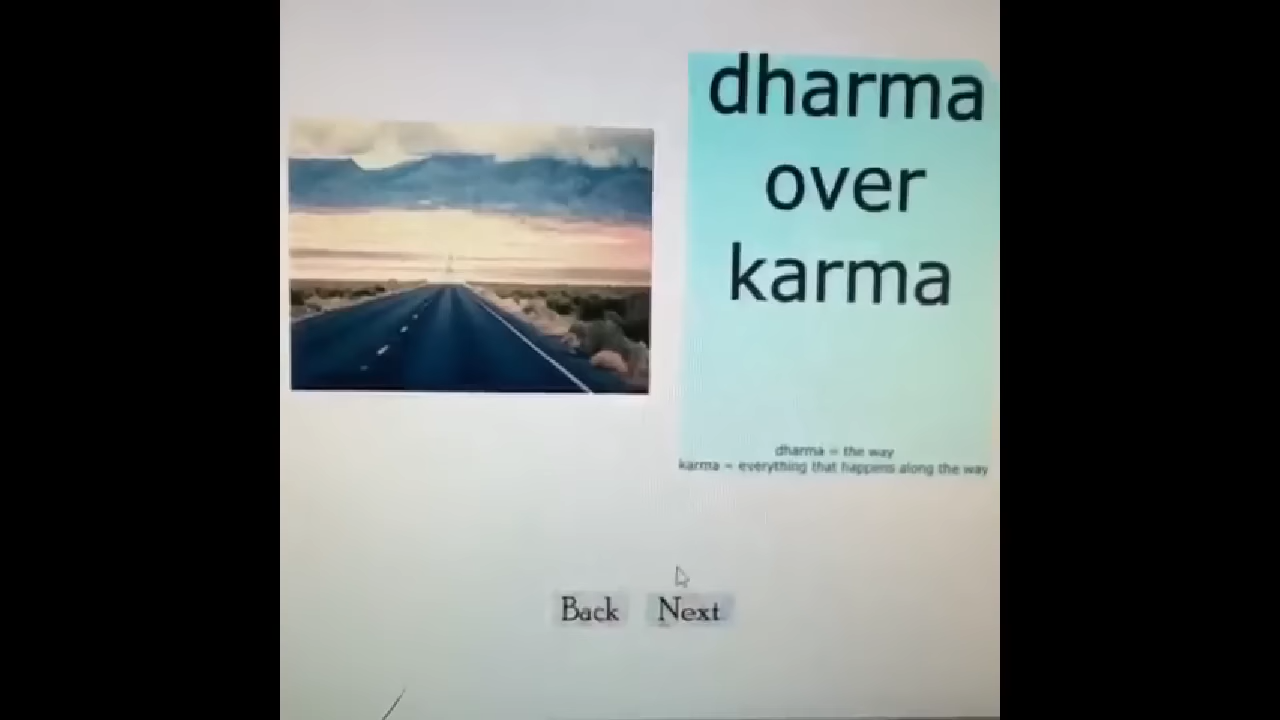 dharma
over
karma
dharma = the way
karma = everything that happens along the way
Back
Next